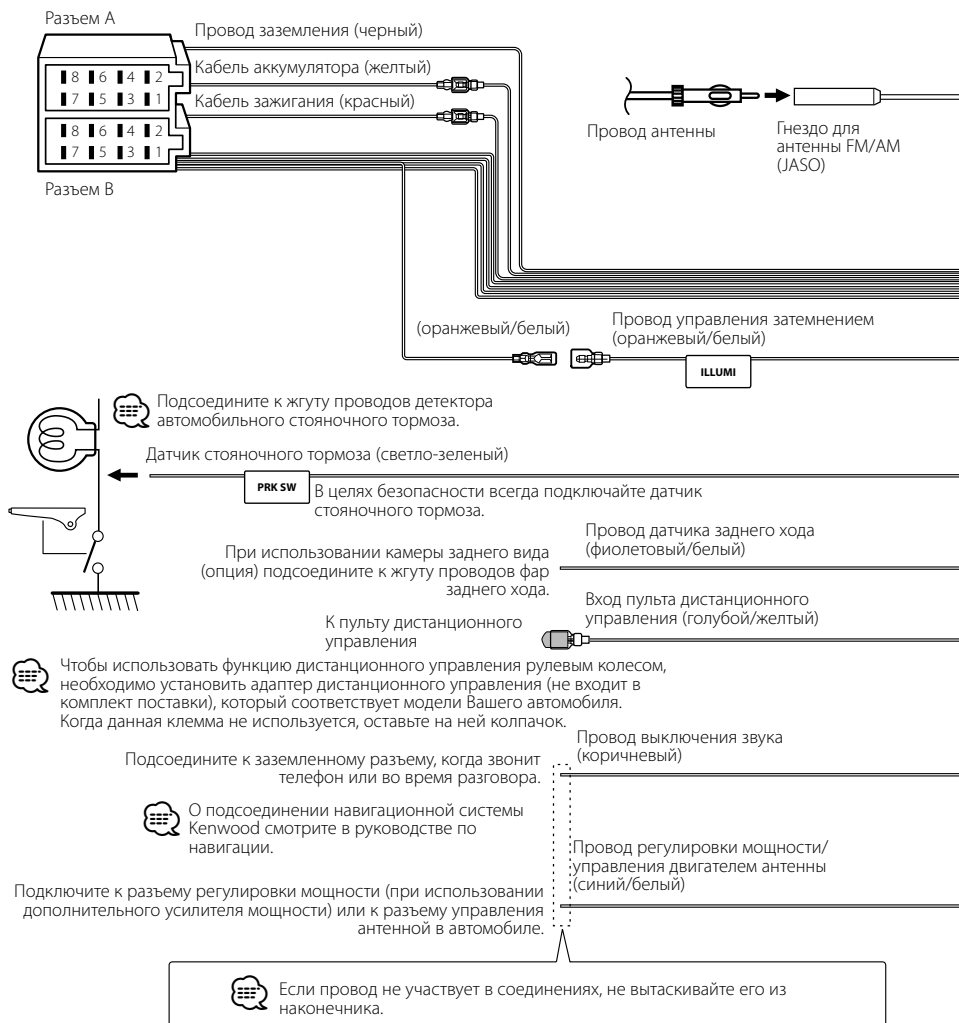 Разъем A
Провод заземления (черный)
Кабель аккумулятора (желтый)
Кабель зажигания (красный)
8 6 4 2
7 5 3 1
8 6 4 2
7 5 3 1
Разъем B
Провод антенны
Гнездо для
антенны FM/AM
(JASO)
(оранжевый/белый)
Провод управления затемнением
(оранжевый/белый)
ILLUMI
Подсоедините к жгуту проводов детектора
автомобильного стояночного тормоза.
Датчик стояночного тормоза (светло-зеленый)
PRK SW
В целях безопасности всегда подключайте датчик
стояночного тормоза.
Провод датчика заднего хода
(фиолетовый/белый)
При использовании камеры заднего вида
(опция) подсоедините к жгуту проводов фар
заднего хода.
Вход пульта дистанционного
управления (голубой/желтый)
К пульту дистанционного
управления
Чтобы использовать функцию дистанционного управления рулевым колесом,
необходимо установить адаптер дистанционного управления (не входит в
комплект поставки), который соответствует модели Вашего автомобиля.
Когда данная клемма не используется, оставьте на ней колпачок.
Провод выключения звука
(коричневый)
Подсоедините к заземленному разъему, когда звонит
телефон или во время разговора.
О подсоединении навигационной системы
Kenwood смотрите в руководстве по
навигации.
Провод регулировки мощности/
управления двигателем антенны
(синий/белый)
Подключите к разъему регулировки мощности (при использовании
дополнительного усилителя мощности) или к разъему управления
антенной в автомобиле.
Если провод не участвует в соединениях, не вытаскивайте его из
наконечника.